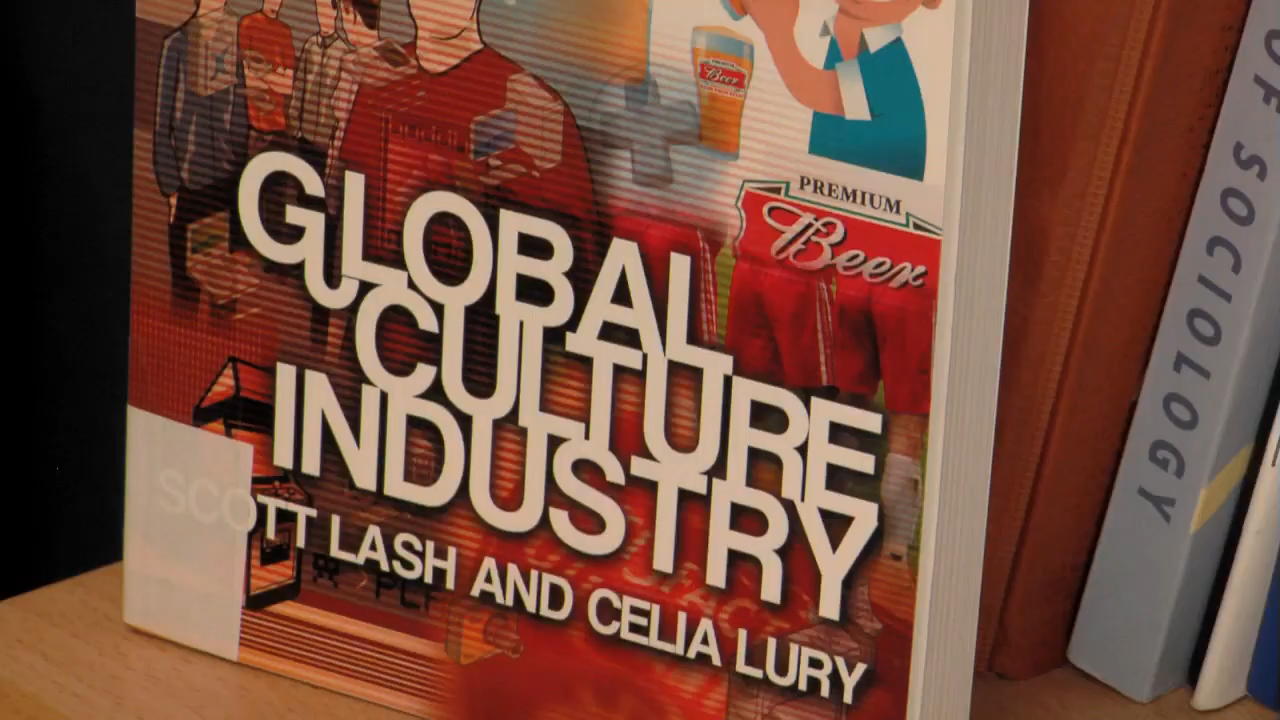 Beer
PREMIUM
Beer
GLOBAL
CULTURE
INDUSTRY
SCOTT LASH AND CELIA LURY
OF SOCIOLOGY